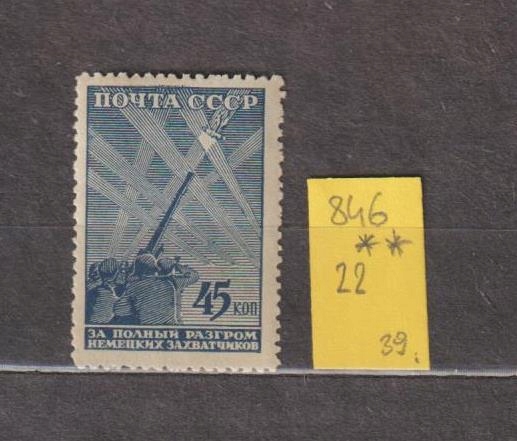 ПОЧТА СССР
45 КОП
ЗА ПОЛНЫЙ РАЗГРОМ
НЕМЕЦКИХ ЗАХВАТЧИКОВ
846
**
22
39.